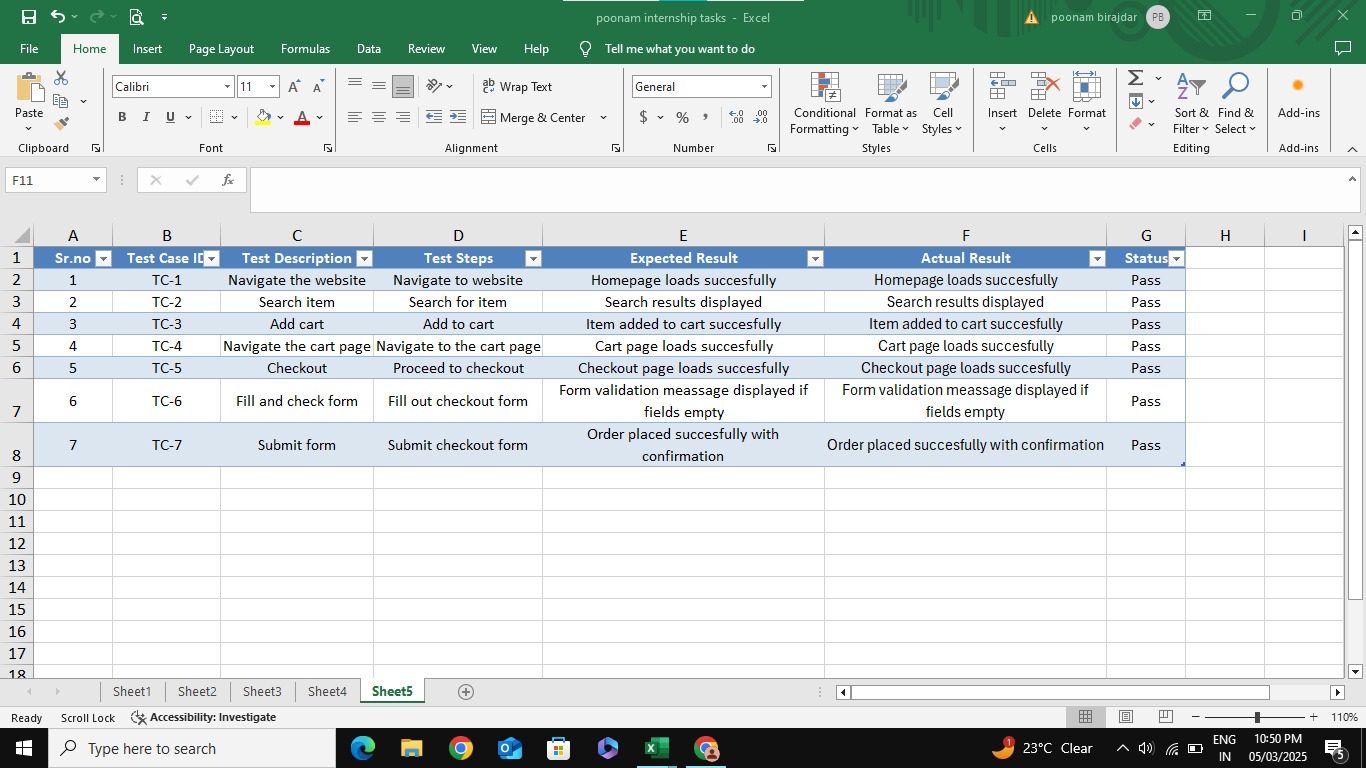 poonam internship tasks - Excel
poonam birajdar PB
File Home Insert Page Layout Formulas Data Review View Help Tell me what you want to do
Paste
Clipboard
Calibri 11 A A
B I U A
Font
ab Wrap Text
Merge & Center
Alignment
General
$ % , .00
Number
Conditional Formatting
Format as Table
Cell Styles
Styles
Insert Delete Format
Cells
Sort & Filter
Find & Select
Editing
Add-ins
Add-ins
F11 fx
A B C D E F G H I
1 Sr.no Test Case ID Test Description Test Steps Expected Result Actual Result Status
2 1 TC-1 Navigate the website Navigate to website Homepage loads succesfully Homepage loads succesfully Pass
3 2 TC-2 Search item Search for item Search results displayed Search results displayed Pass
4 3 TC-3 Add cart Add to cart Item added to cart succesfully Item added to cart succesfully Pass
5 4 TC-4 Navigate the cart page Navigate to the cart page Cart page loads succesfully Cart page loads succesfully Pass
6 5 TC-5 Checkout Proceed to checkout Checkout page loads succesfully Checkout page loads succesfully Pass
7 6 TC-6 Fill and check form Fill out checkout form Form validation meassage displayed if fields empty Form validation meassage displayed if fields empty Pass
8 7 TC-7 Submit form Submit checkout form Order placed succesfully with confirmation Order placed succesfully with confirmation Pass
9
10
11
12
13
14
15
16
17
18
Sheet1 Sheet2 Sheet3 Sheet4 Sheet5
Ready Scroll Lock Accessibility: Investigate 110%
Type here to search
1 23°C Clear ENG 10:50 PM
IN 05/03/2025 5